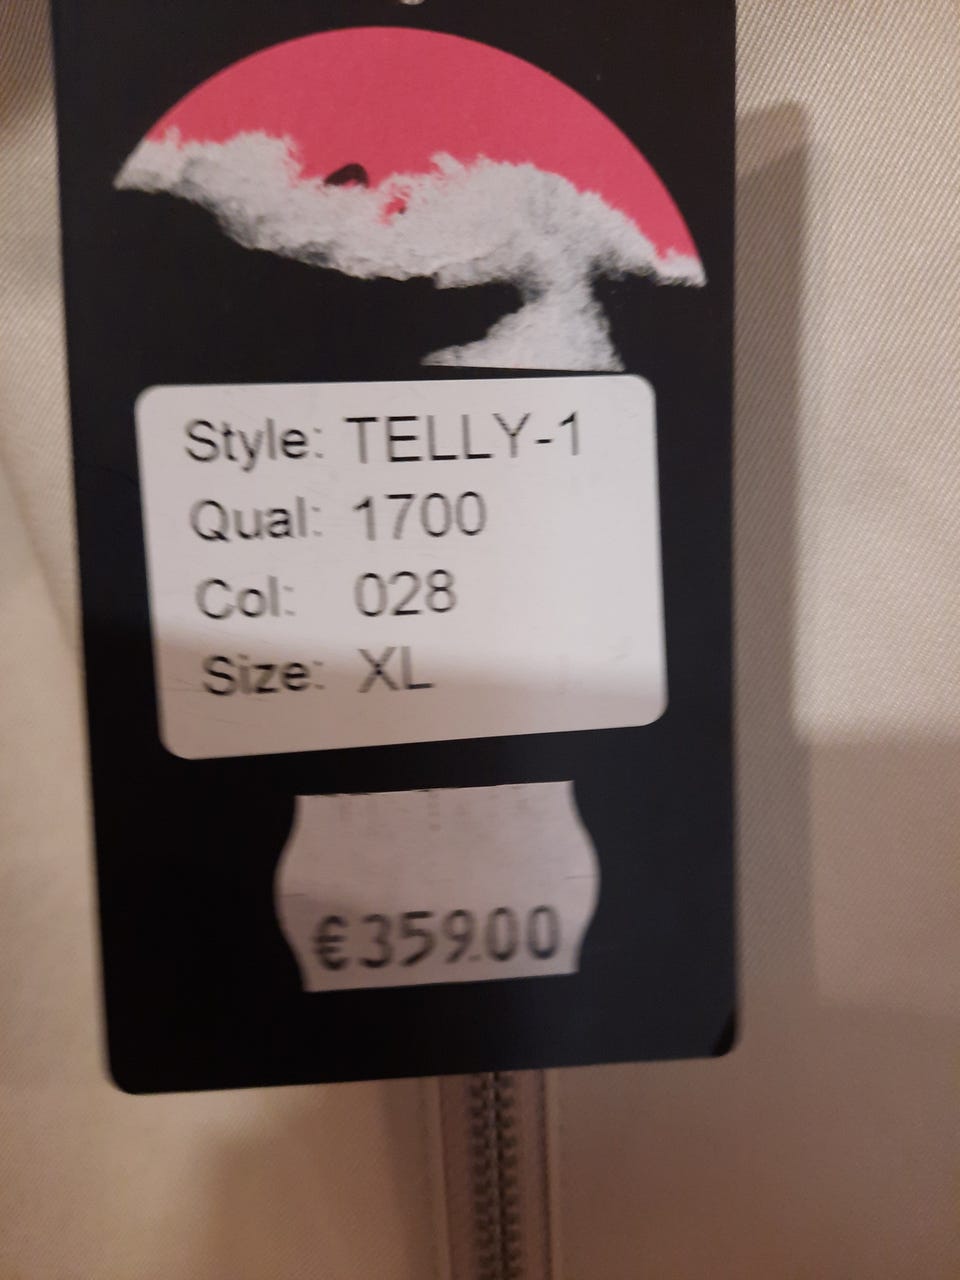 Style: TELLY-1
Qual: 1700
Col: 028
Size: XL
€359.00